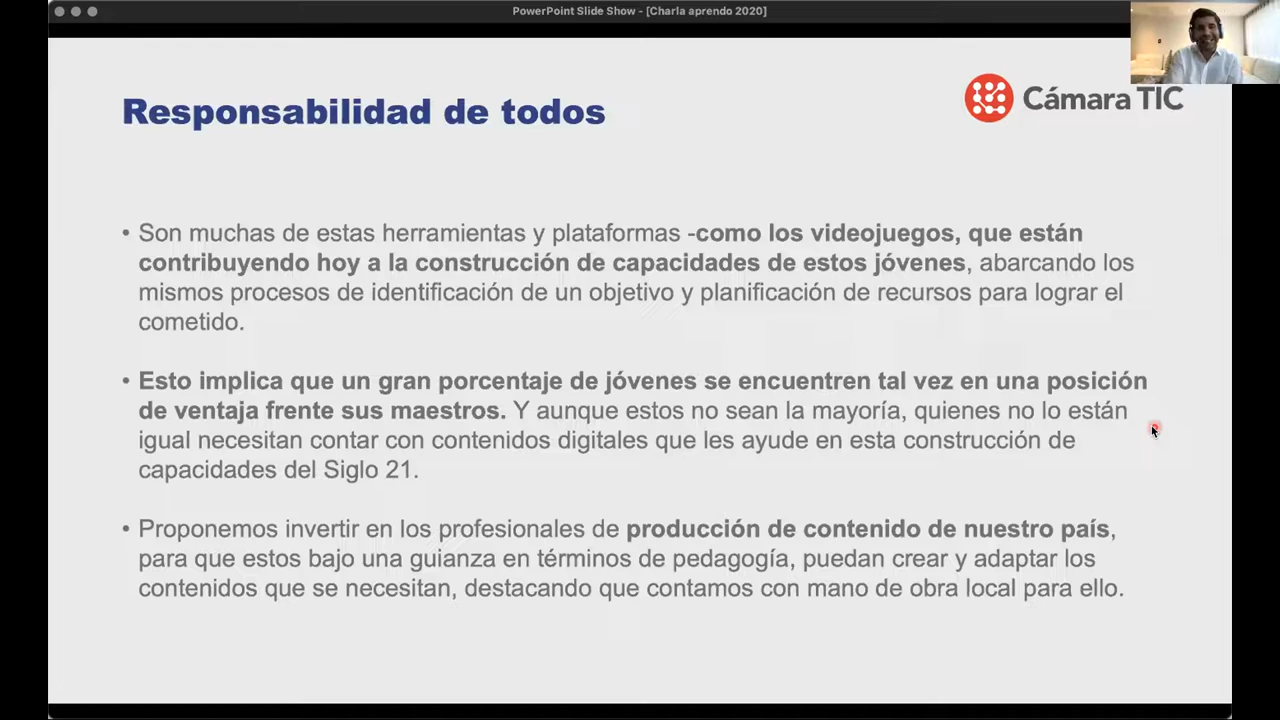 PowerPoint Slide Show - [Charla aprendo 2020]
Responsabilidad de todos
Cámara TIC
• Son muchas de estas herramientas y plataformas -como los videojuegos, que están
contribuyendo hoy a la construcción de capacidades de estos jóvenes, abarcando los
mismos procesos de identificación de un objetivo y planificación de recursos para lograr el
cometido.
• Esto implica que un gran porcentaje de jóvenes se encuentren tal vez en una posición
de ventaja frente sus maestros. Y aunque estos no sean la mayoría, quienes no lo están
igual necesitan contar con contenidos digitales que les ayude en esta construcción de
capacidades del Siglo 21.
• Proponemos invertir en los profesionales de producción de contenido de nuestro país,
para que estos bajo una guianza en términos de pedagogía, puedan crear y adaptar los
contenidos que se necesitan, destacando que contamos con mano de obra local para ello.